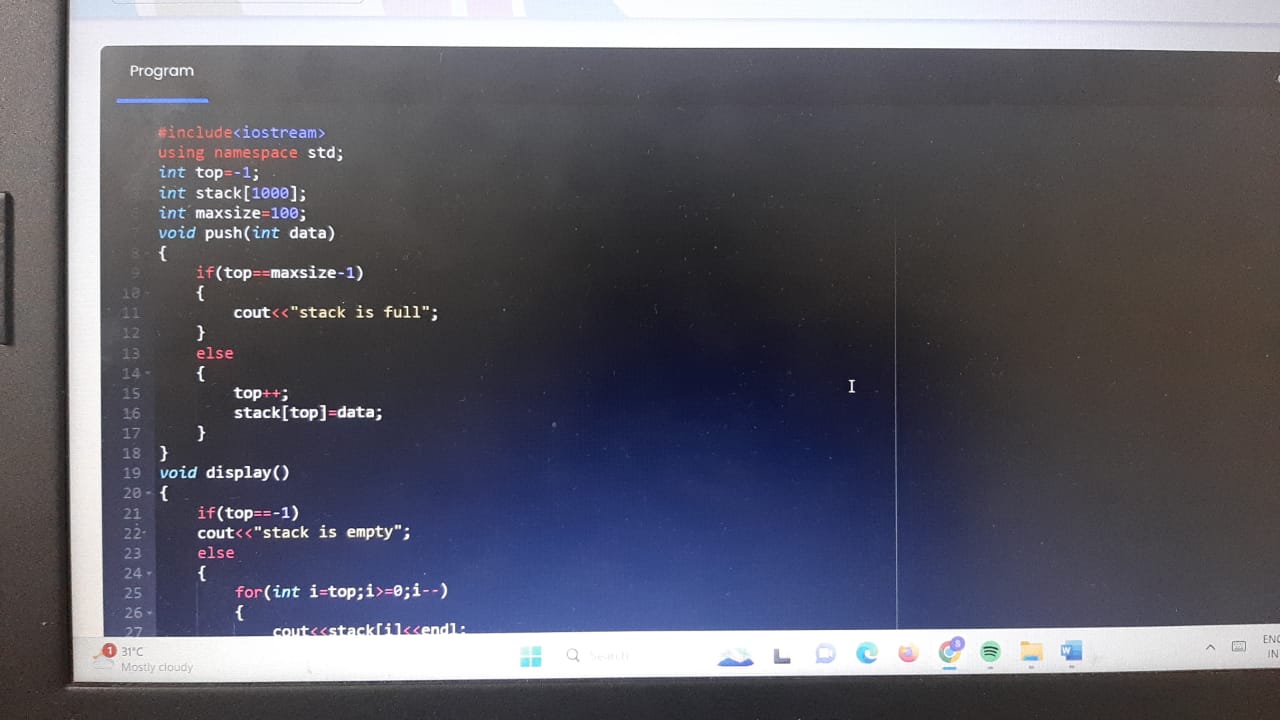 Program
#include<iostream>
using namespace std;
int top=-1;
int stack[1000];
int maxsize=100;
void push(int data)
8 {
9 if(top==maxsize-1)
10 {
11 cout<<"stack is full";
12 }
13 else
14 {
15 top++;
16 stack[top]=data;
17 }
18 }
19 void display()
20 {
21 if(top==-1)
22 cout<<"stack is empty";
23 else
24 {
25 for(int i=top;i>=0;i--)
26 {
27 cout<<stack[i]<<endl;
1
31°C
Mostly cloudy
Search
8
W
ENG
IN